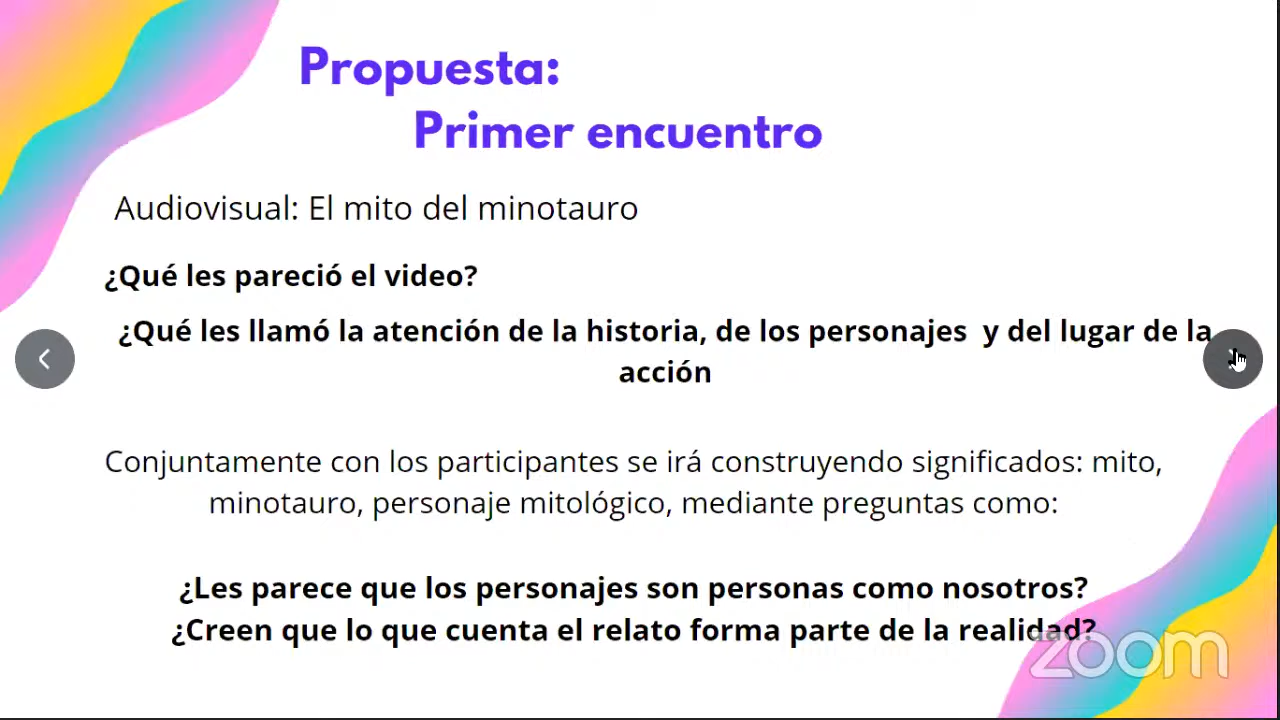 Propuesta:
Primer encuentro
Audiovisual: El mito del minotauro
¿Qué les pareció el video?
¿Qué les llamó la atención de la historia, de los personajes y del lugar de la
acción
Conjuntamente con los participantes se irá construyendo significados: mito,
minotauro, personaje mitológico, mediante preguntas como:
¿Les parece que los personajes son personas como nosotros?
¿Creen que lo que cuenta el relato forma parte de la realidad?
zoom